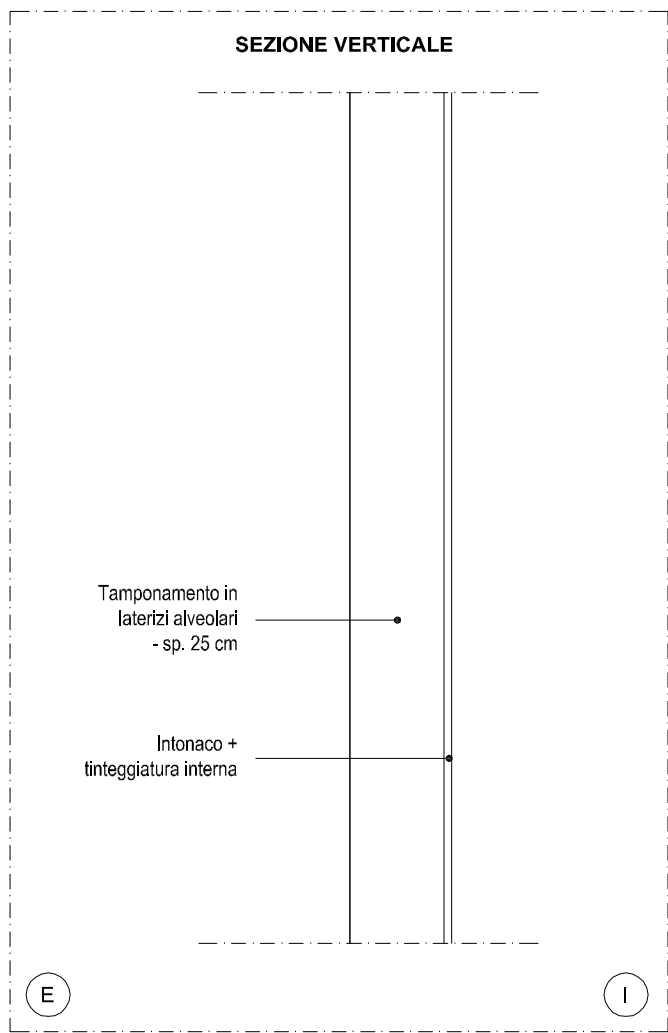 SEZIONE VERTICALE
Tamponamento in
laterizi alveolari
- sp. 25 cm
Intonaco +
tinteggiatura interna
E
I